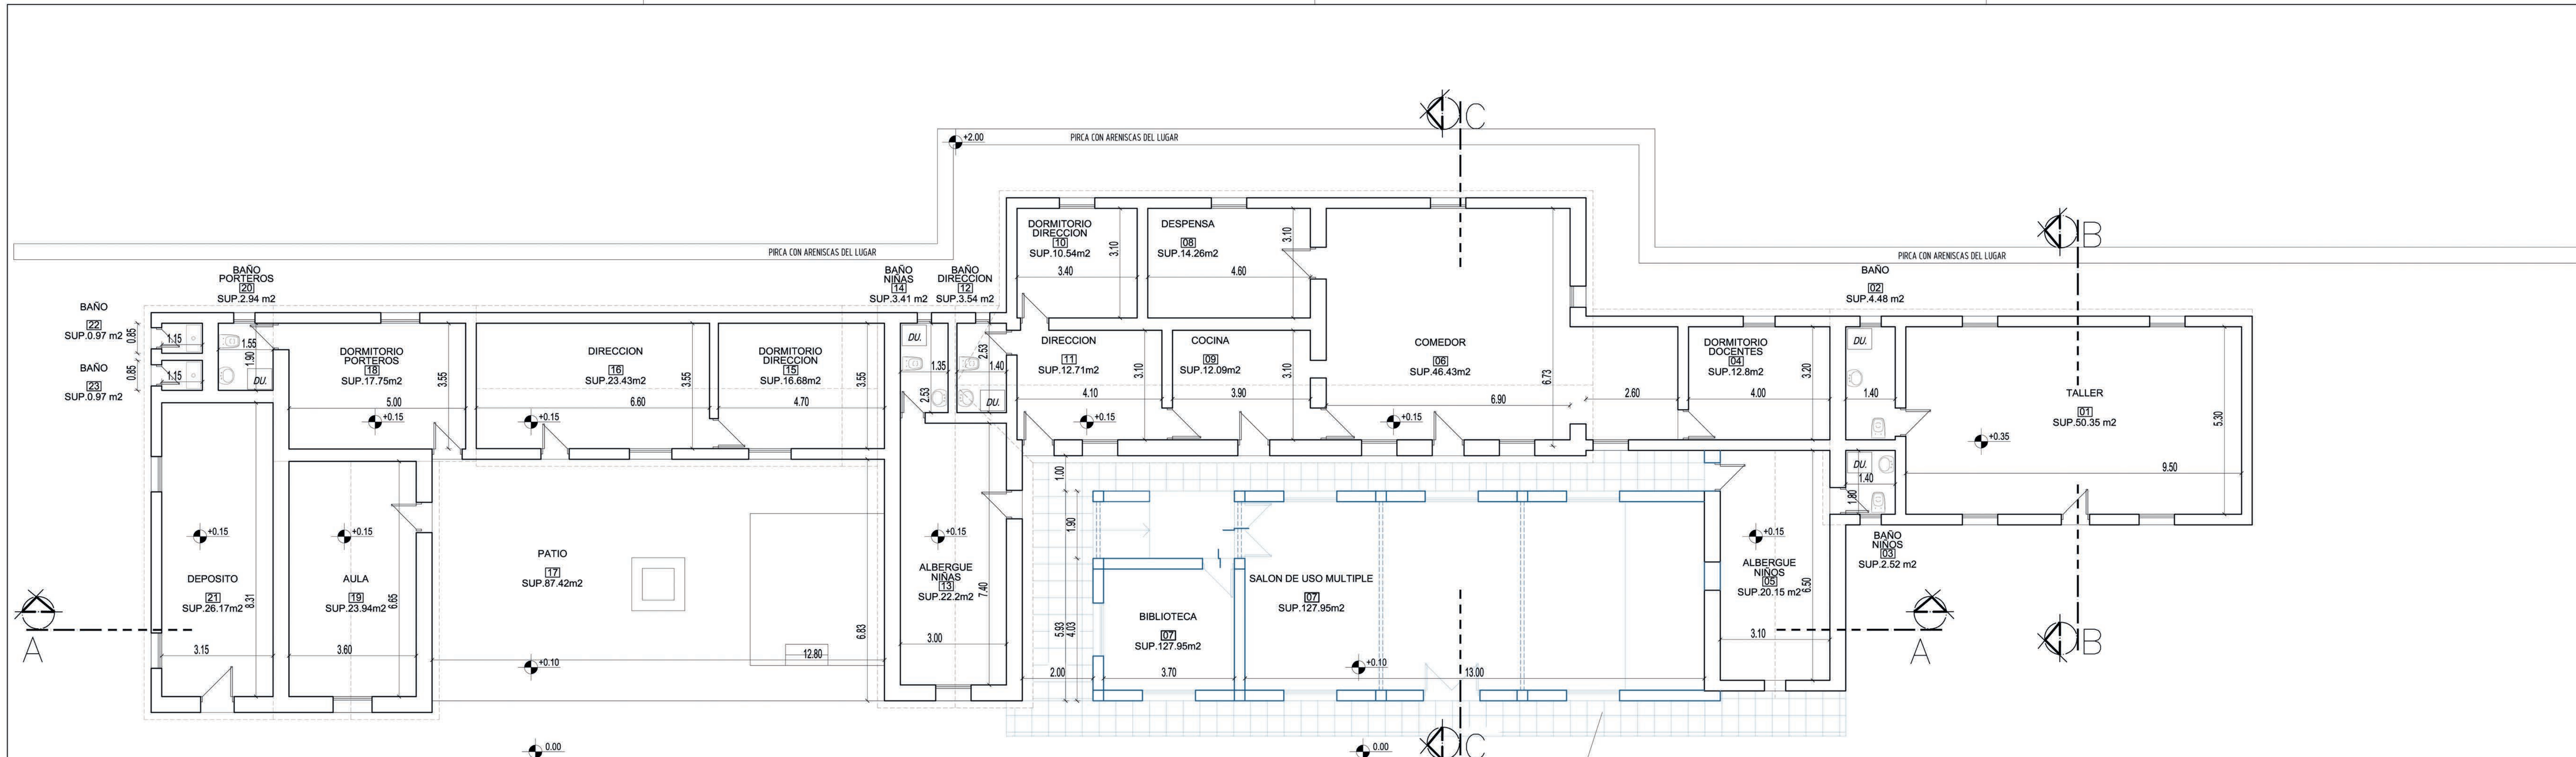 C
+2.00
PIRCA CON ARENISCAS DEL LUGAR
PIRCA CON ARENISCAS DEL LUGAR
PIRCA CON ARENISCAS DEL LUGAR
B
BAÑO
22
SUP.0.97 m2
0.85
1.15
BAÑO
23
SUP.0.97 m2
0.85
1.15
BAÑO
PORTEROS
20
SUP.2.94 m2
1.55
1.90
DU.
DORMITORIO
PORTEROS
18
SUP.17.75m2
3.55
5.00
+0.15
DIRECCION
16
SUP.23.43m2
3.55
6.60
+0.15
DORMITORIO
DIRECCION
15
SUP.16.68m2
3.55
4.70
BAÑO
NIÑAS
14
SUP.3.41 m2
DU.
1.35
2.53
BAÑO
DIRECCION
12
SUP.3.54 m2
2.53
1.40
DU.
DORMITORIO
DIRECCION
10
SUP.10.54m2
3.10
3.40
DESPENSA
08
SUP.14.26m2
3.10
4.60
DIRECCION
11
SUP.12.71m2
3.10
4.10
+0.15
COCINA
09
SUP.12.09m2
3.10
3.90
COMEDOR
06
SUP.46.43m2
6.73
6.90
+0.15
2.60
DORMITORIO
DOCENTES
04
SUP.12.8m2
3.20
4.00
BAÑO
02
SUP.4.48 m2
DU.
1.40
TALLER
01
SUP.50.35 m2
5.30
+0.35
9.50
DU.
1.40
1.80
BAÑO
NIÑOS
03
SUP.2.52 m2
+0.15
DEPOSITO
21
SUP.26.17m2
8.31
3.15
+0.15
AULA
19
SUP.23.94m2
6.65
3.60
PATIO
17
SUP.87.42m2
6.83
12.80
+0.10
+0.15
ALBERGUE
NIÑAS
13
SUP.22.2m2
7.40
3.00
1.00
1.90
5.93
4.03
2.00
BIBLIOTECA
07
SUP.127.95m2
3.70
SALON DE USO MULTIPLE
07
SUP.127.95m2
+0.10
13.00
+0.15
ALBERGUE
NIÑOS
05
SUP.20.15 m2
6.50
3.10
A
A
B
C
0.00
0.00